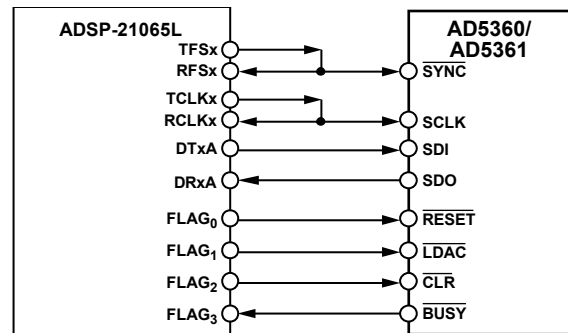 ADSP-21065L
TFSx
RFSx
TCLKx
RCLKx
DTxA
DRxA
FLAG0
FLAG1
FLAG2
FLAG3
AD5360/
AD5361
SYNC
SCLK
SDI
SDO
RESET
LDAC
CLR
BUSY